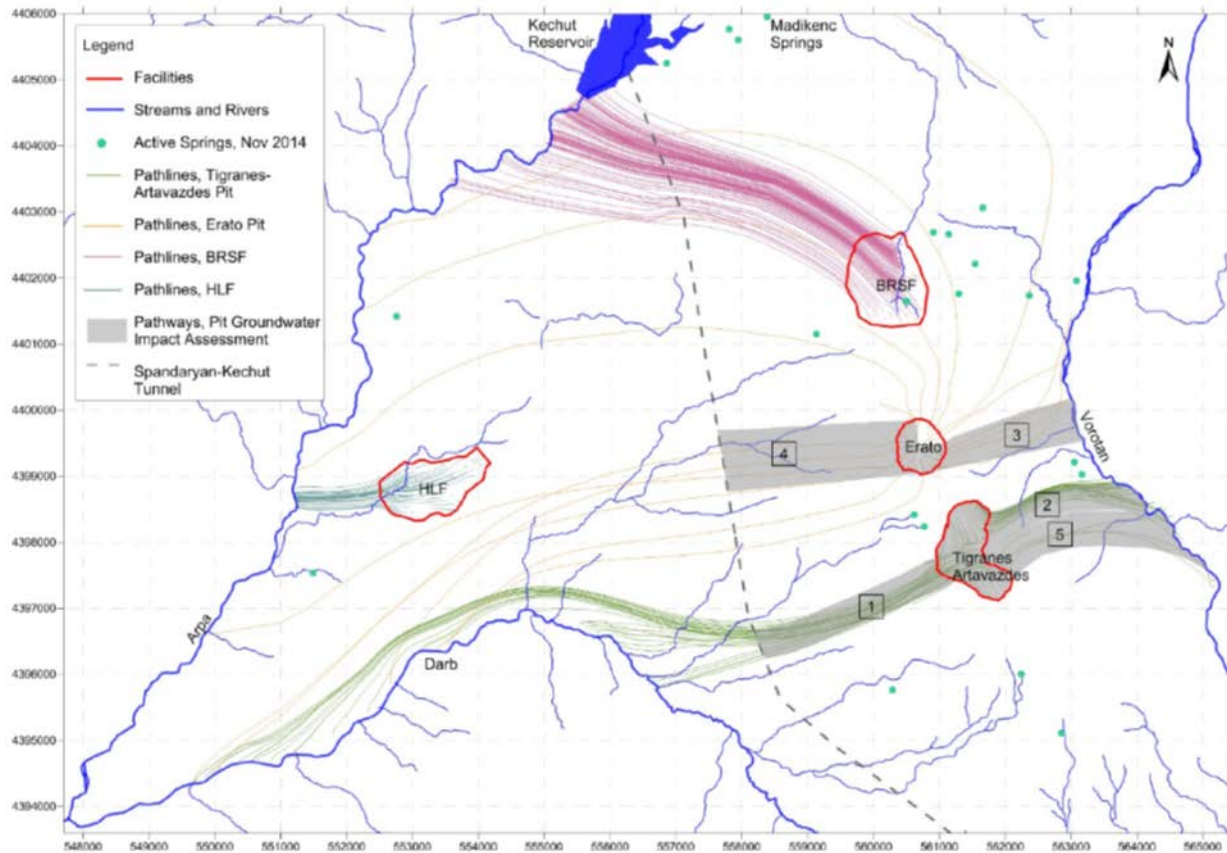 4406000
4405000
4404000
4403000
4402000
4401000
4400000
4399000
4398000
4397000
4396000
4395000
4394000
Legend
Facilities
Streams and Rivers
Active Springs, Nov 2014
Pathlines, Tigranes-
Artavazdes Pit
Pathlines, Erato Pit
Pathlines, BRSF
Pathlines, HLF
Pathways, Pit Groundwater
Impact Assessment
Spandaryan-Kechut
Tunnel
Kechut
Reservoir
Madikenc
Springs
N
BRSF
Erato
3
4
Vorotan
HLF
2
5
Tigranes
Artavazdes
1
Arpa
Darb
548000 549000 550000 551000 552000 553000 554000 555000 556000 557000 558000 559000 560000 561000 562000 563000 564000 565000